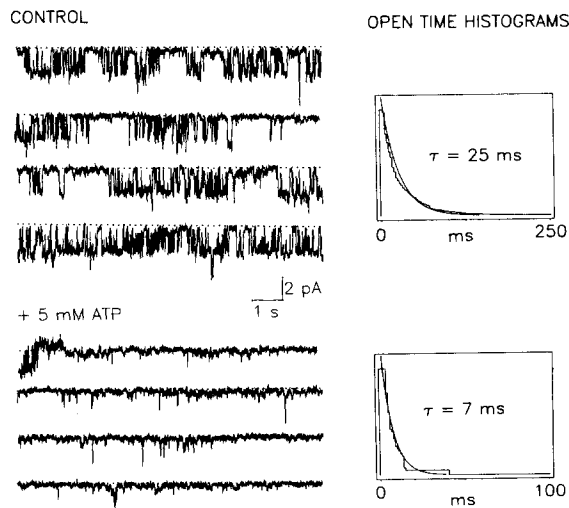 CONTROL
OPEN TIME HISTOGRAMS
τ = 25 ms
0 ms 250
2 pA
1 s
+ 5 mM ATP
τ = 7 ms
0 ms 100